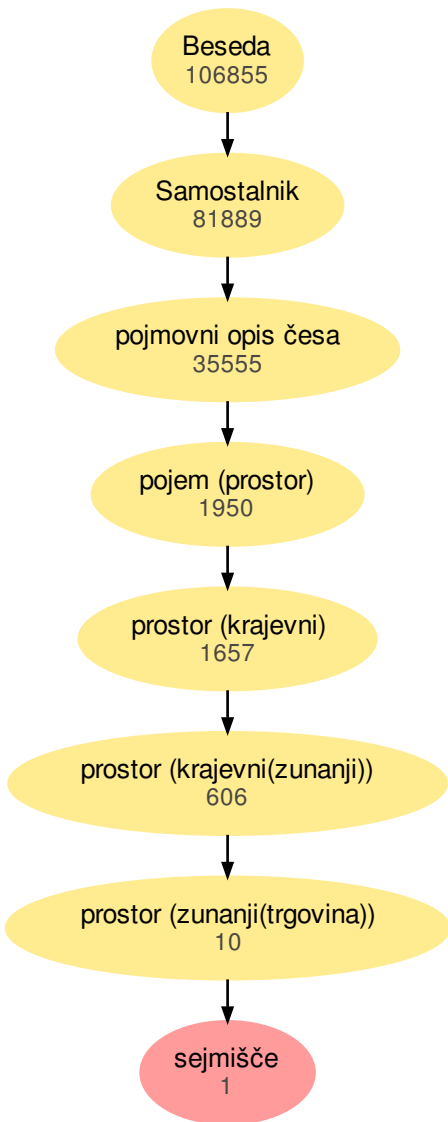 Beseda
106855
Samostalnik
81889
pojmovni opis česa
35555
pojem (prostor)
1950
prostor (krajevni)
1657
prostor (krajevni(zunanji))
606
prostor (zunanji(trgovina))
10
sejmišče
1